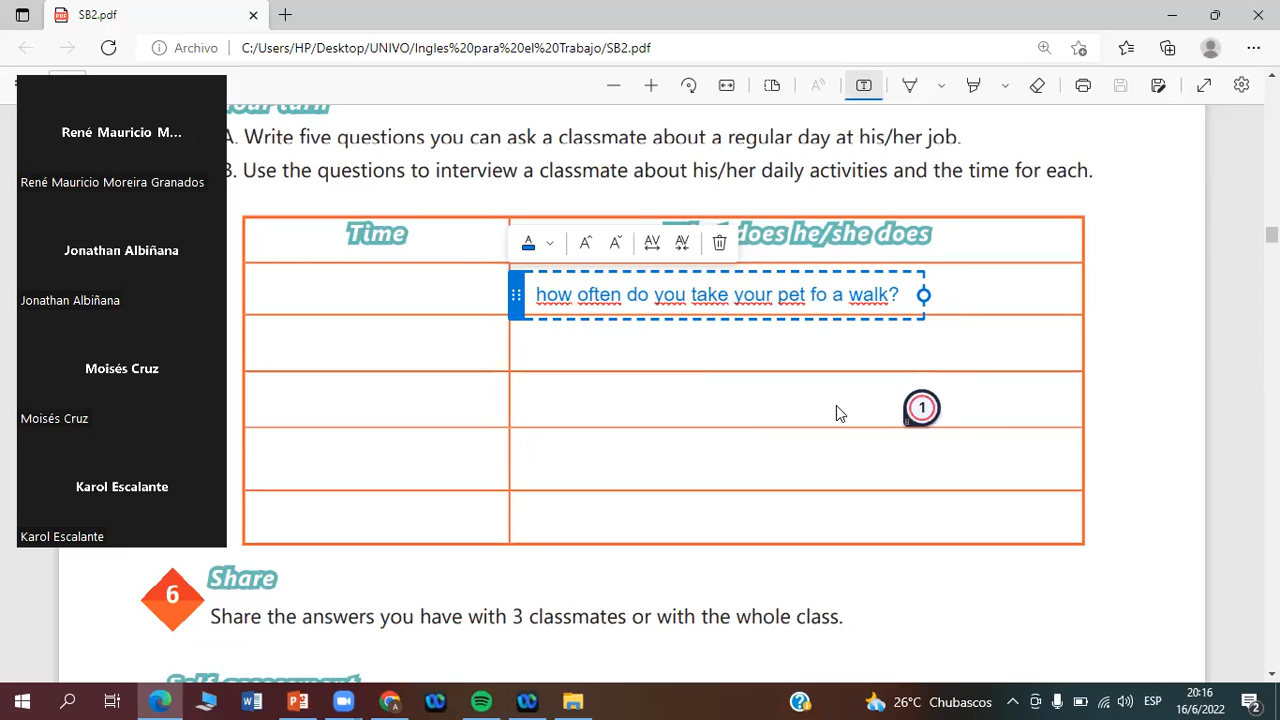 SB2.pdf
Archivo
C:/Users/HP/Desktop/UNIVO/Ingles%20para%20el%20Trabajo/SB2.pdf
A. Write five questions you can ask a classmate about a regular day at his/her job.
B. Use the questions to interview a classmate about his/her daily activities and the time for each.
René Mauricio M...
René Mauricio Moreira Granados
Jonathan Albiñana
Jonathan Albiñana
Moisés Cruz
Moisés Cruz
Karol Escalante
Karol Escalante
Time
does he/she does
how often do you take your pet fo a walk?
1
6
Share
Share the answers you have with 3 classmates or with the whole class.
26°C Chubascos
ESP
20:16
16/6/2022
2